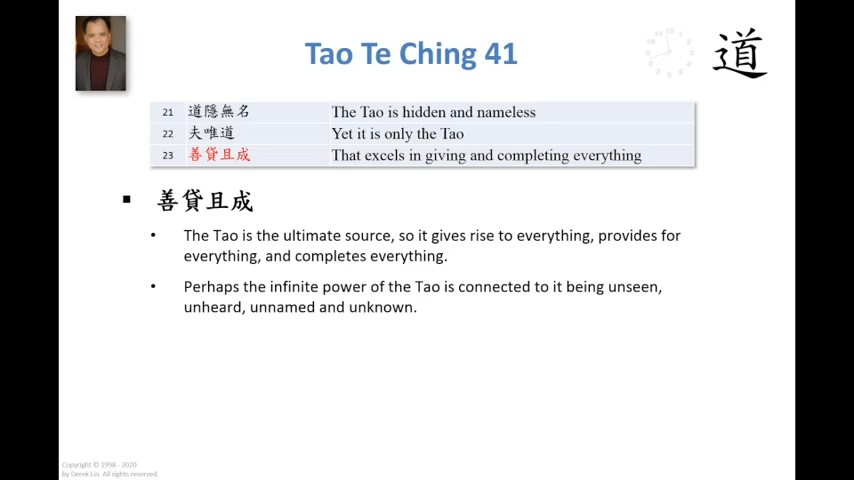 Tao Te Ching 41
道
21 道隱無名 The Tao is hidden and nameless
22 夫唯道 Yet it is only the Tao
23 善貸且成 That excels in giving and completing everything
▪ 善貸且成
• The Tao is the ultimate source, so it gives rise to everything, provides for
everything, and completes everything.
• Perhaps the infinite power of the Tao is connected to it being unseen,
unheard, unnamed and unknown.
Copyright © 1998 - 2020
by Derek Lin. All rights reserved.